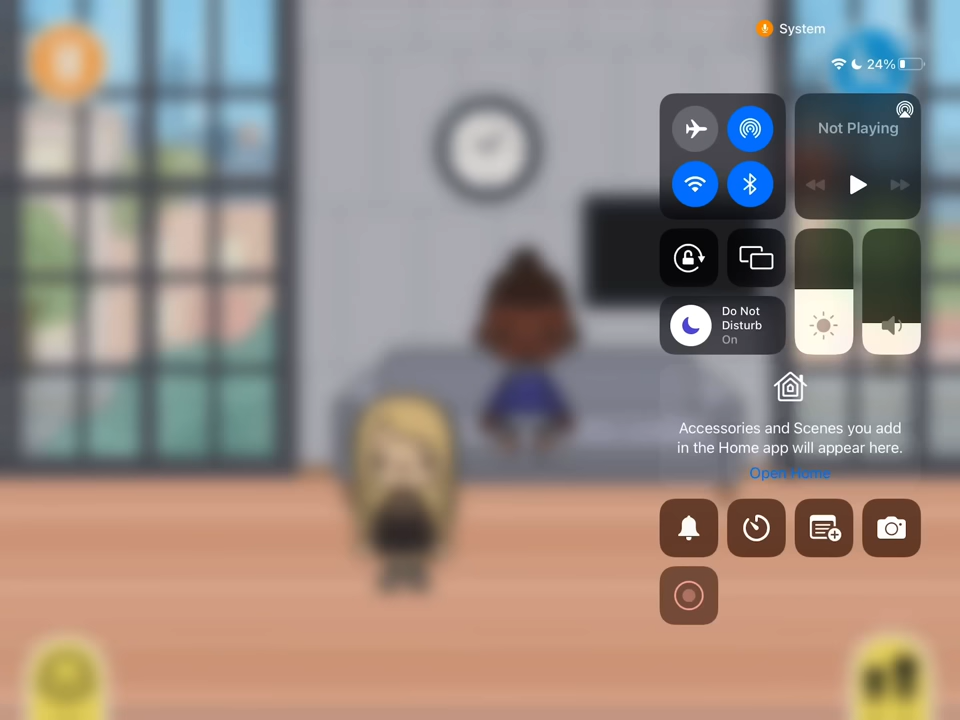 System
24%
Not Playing
Do Not
Disturb
On
Accessories and Scenes you add
in the Home app will appear here.
Open Home